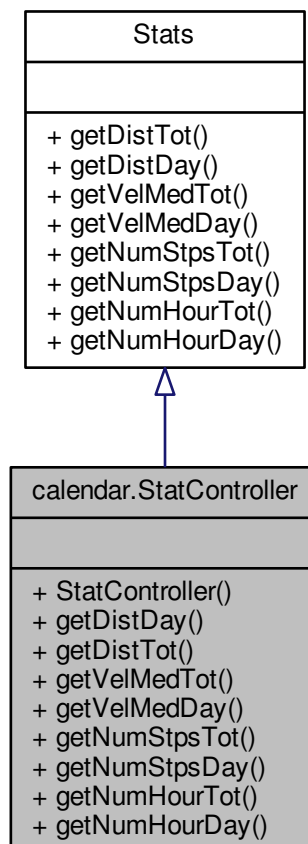 Stats
+ getDistTot()
+ getDistDay()
+ getVelMedTot()
+ getVelMedDay()
+ getNumStpsTot()
+ getNumStpsDay()
+ getNumHourTot()
+ getNumHourDay()
calendar.StatController
+ StatController()
+ getDistDay()
+ getDistTot()
+ getVelMedTot()
+ getVelMedDay()
+ getNumStpsTot()
+ getNumStpsDay()
+ getNumHourTot()
+ getNumHourDay()